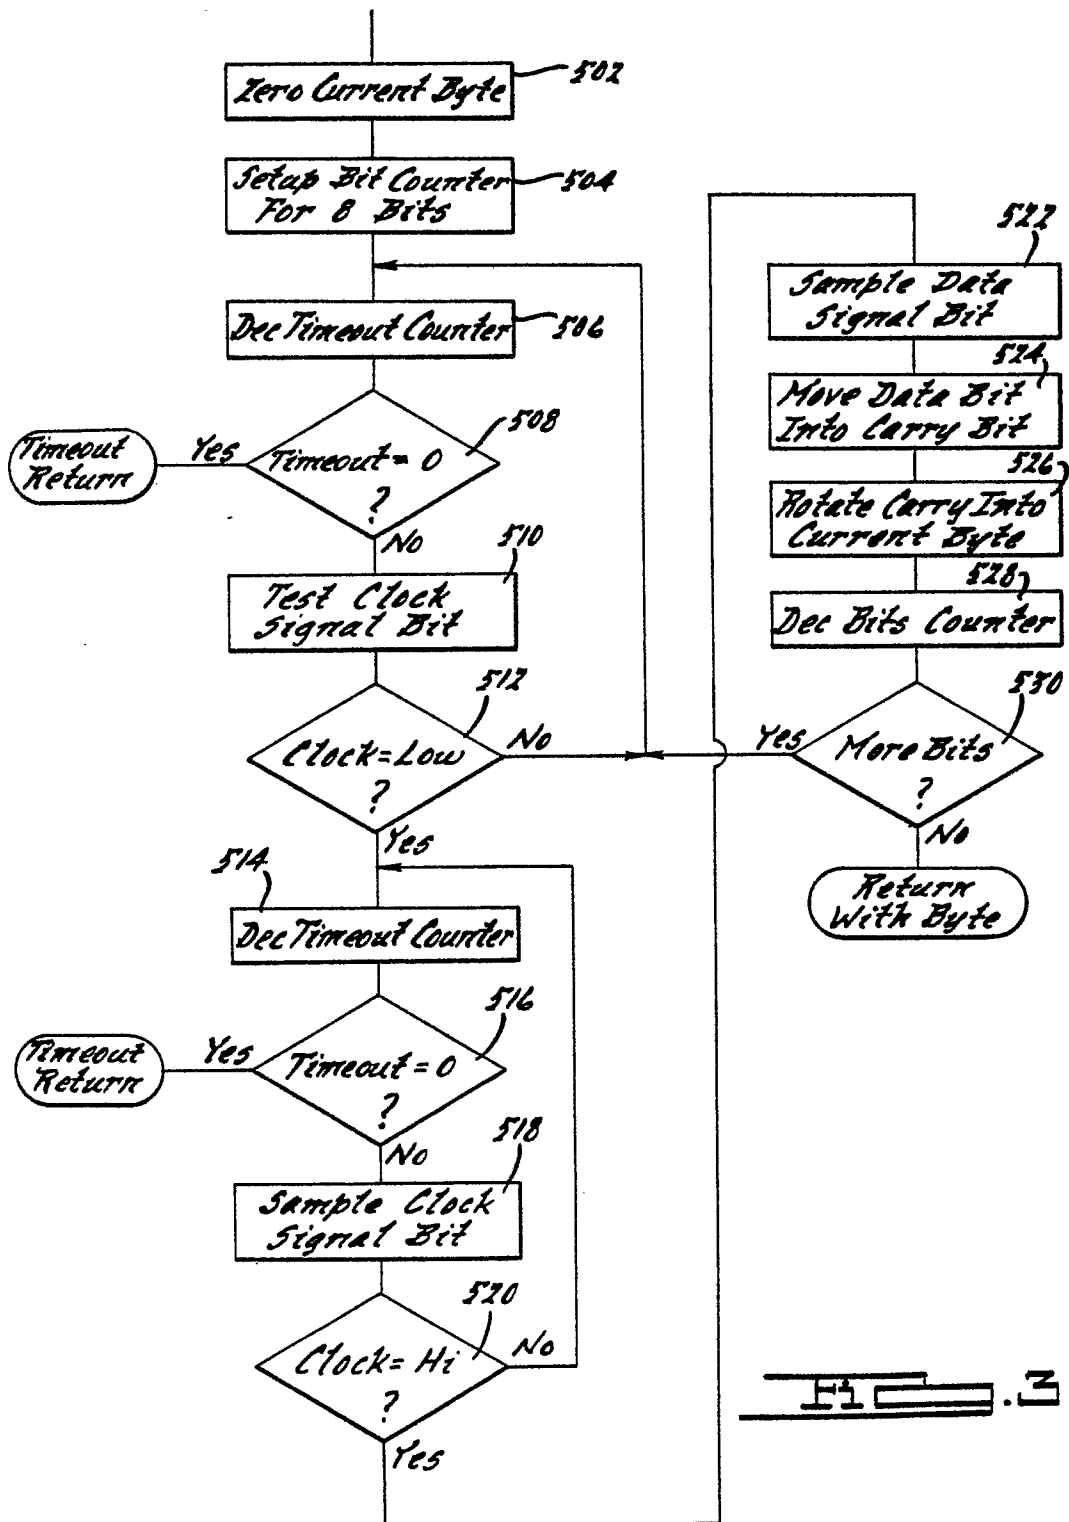 502
Zero Current Byte
504
Setup Bit Counter
For 8 Bits
506
Dec Timeout Counter
508
Timeout = 0
?
Yes
Timeout
Return
No
510
Test Clock
Signal Bit
512
Clock = Low
?
No
Yes
514
Dec Timeout Counter
516
Timeout = 0
?
Yes
Timeout
Return
No
518
Sample Clock
Signal Bit
520
Clock = Hi
?
No
Yes
522
Sample Data
Signal Bit
524
Move Data Bit
Into Carry Bit
526
Rotate Carry Into
Current Byte
528
Dec Bits Counter
530
More Bits
?
Yes
No
Return
With Byte